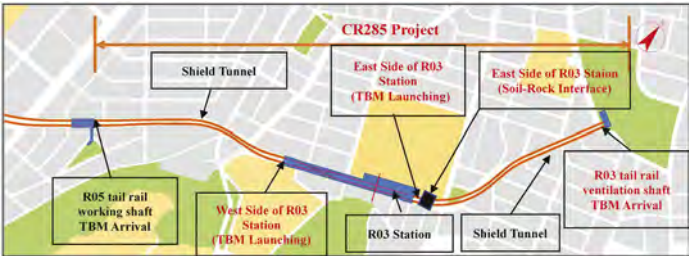 CR285 Project
Shield Tunnel
East Side of R03
Station
(TBM Launching)
East Side of R03 Staion
(Soil-Rock Interface)
R05 tail rail
working shaft
TBM Arrival
West Side of R03
Station
(TBM Launching)
R03 Station
Shield Tunnel
R03 tail rail
ventilation shaft
TBM Arrival